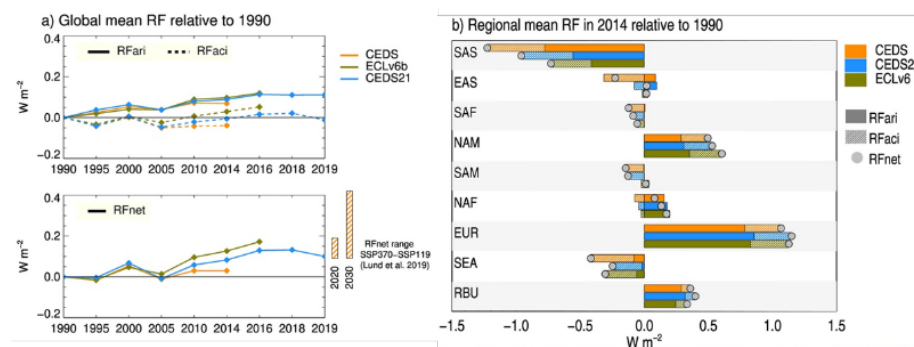 a) Global mean RF relative to 1990
0.4
RFari RFaci
0.2
W m⁻²
0.0
−0.2
1990 1995 2000 2005 2010 2014 2016 2019
CEDS
ECLv6b
CEDS21
0.4
RFnet
0.2
W m⁻²
0.0
−0.2
1990 1995 2000 2005 2010 2014 2016 2019
2020
2030
RFnet range
SSP370−SSP119
(Lund et al. 2019)
b) Regional mean RF in 2014 relative to 1990
SAS
EAS
SAF
NAM
SAM
NAF
EUR
SEA
RBU
−1.5 −1.0 −0.5 0.0 0.5 1.0 1.5
W m⁻²
CEDS
CEDS2
ECLv6
RFari
RFaci
RFnet